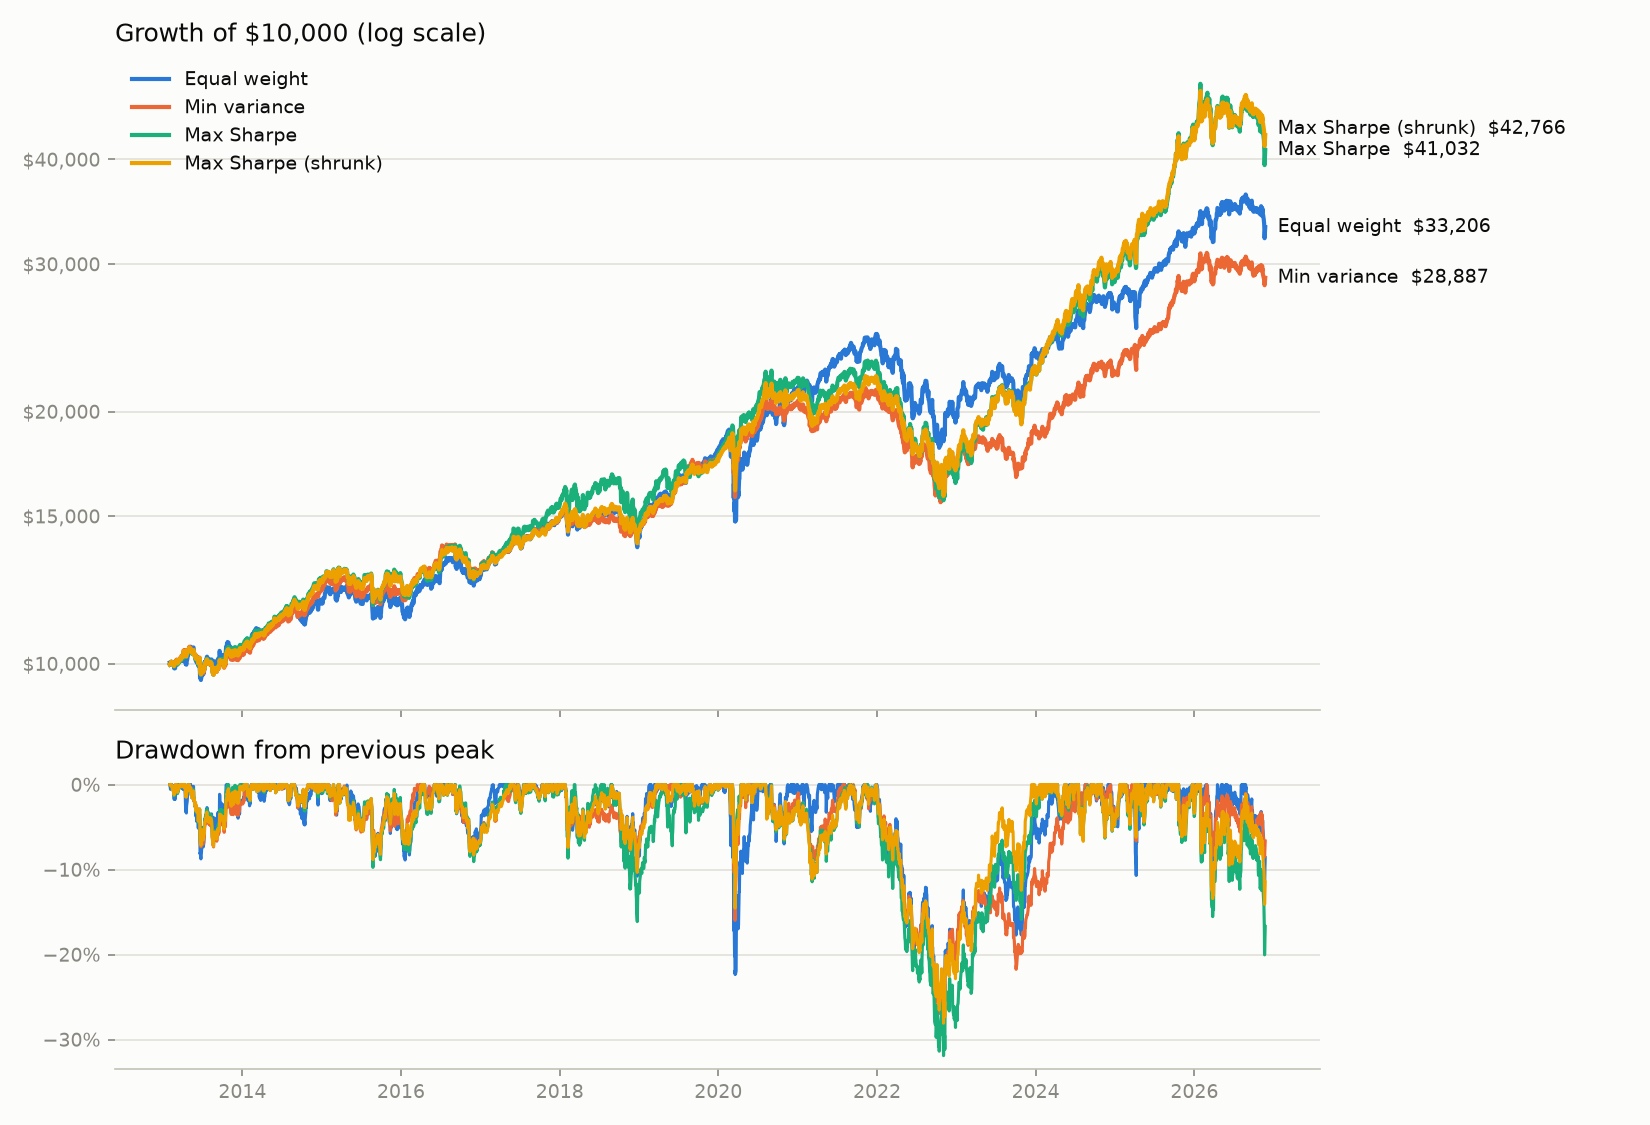 Growth of $10,000 (log scale)
Equal weight
Min variance
Max Sharpe
Max Sharpe (shrunk)
$40,000
$30,000
$20,000
$15,000
$10,000
Max Sharpe (shrunk)  $42,766
Max Sharpe  $41,032
Equal weight  $33,206
Min variance  $28,887
Drawdown from previous peak
0%
−10%
−20%
−30%
2014 2016 2018 2020 2022 2024 2026